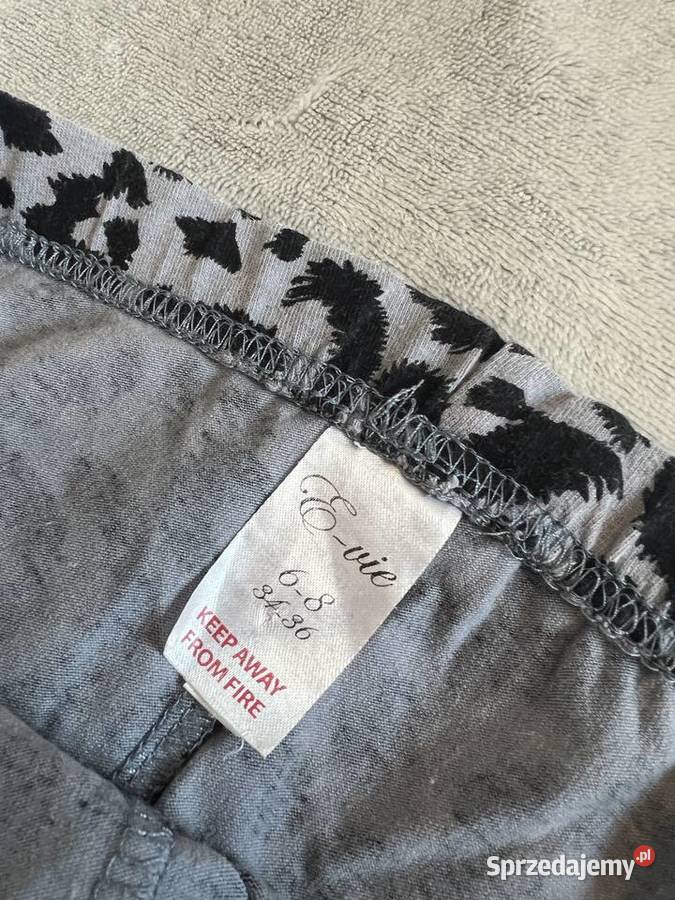 E-vie
6-8
34-36
KEEP AWAY
FROM FIRE
Sprzedajemy.pl